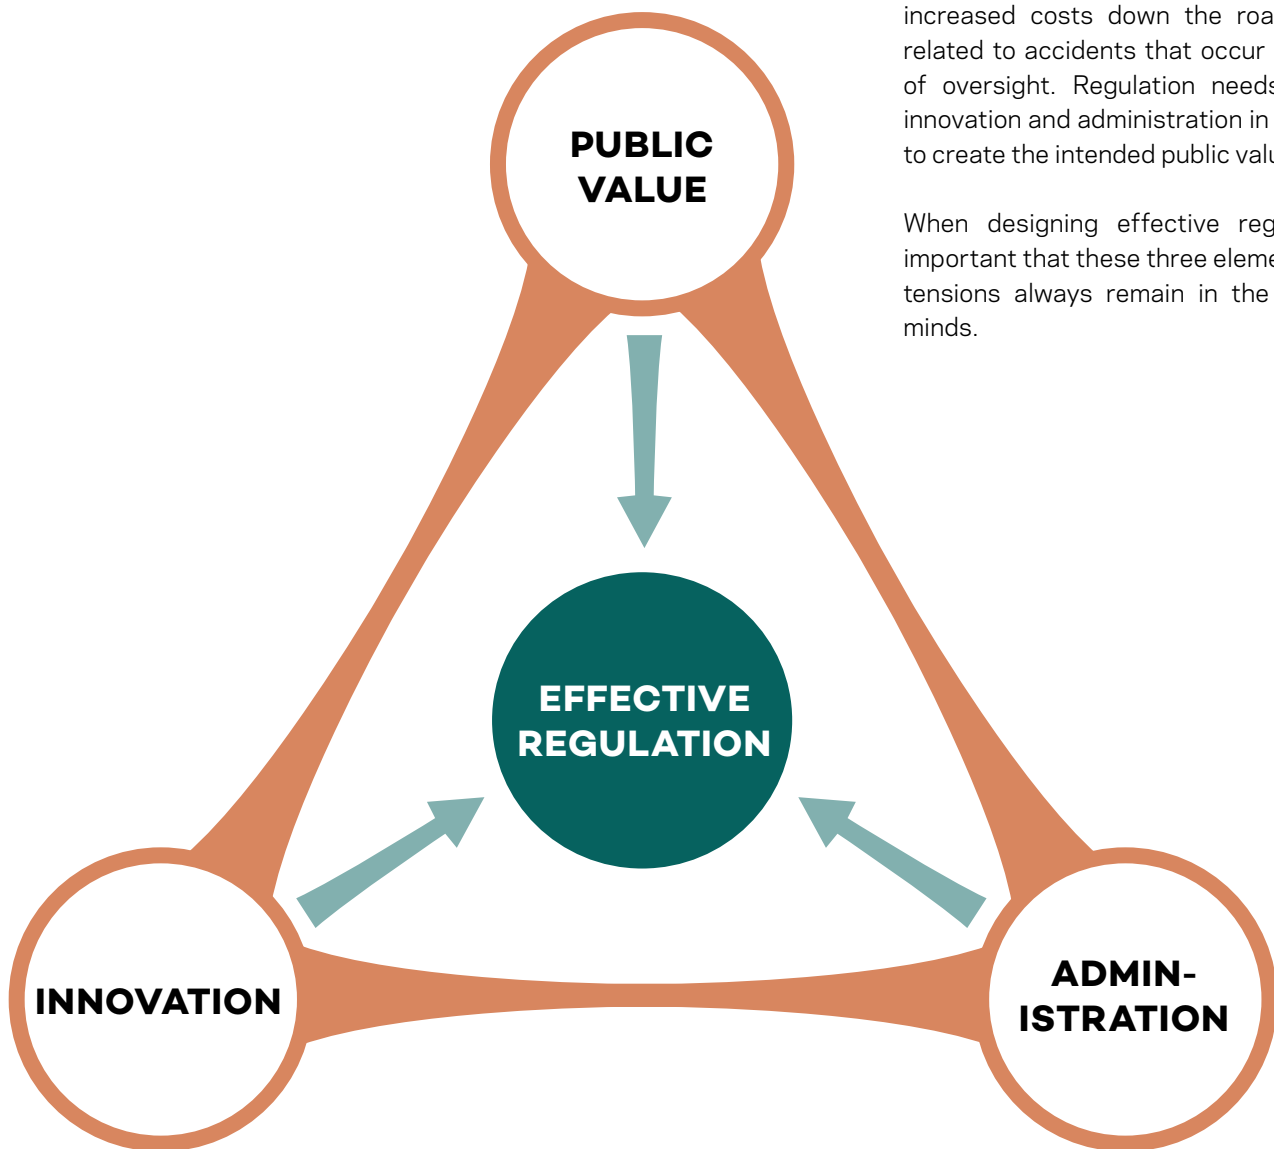 increased costs down the roa
related to accidents that occur
of oversight. Regulation needs
innovation and administration in
to create the intended public valu
When designing effective reg
important that these three eleme
tensions always remain in the
minds.
PUBLIC
VALUE
EFFECTIVE
REGULATION
INNOVATION
ADMIN-
ISTRATION